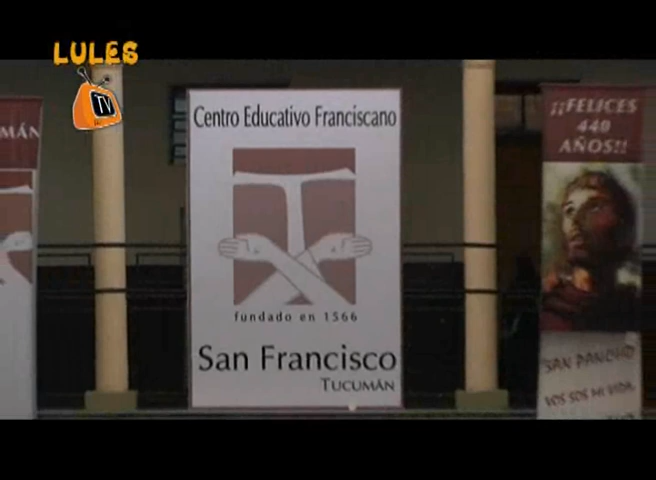 LULES
TV
UMÁN
Centro Educativo Franciscano
fundado en 1566
San Francisco
TUCUMÁN
¡¡FELICES
440
AÑOS!!
SAN PANCHO
VOS SOS MI VIDA